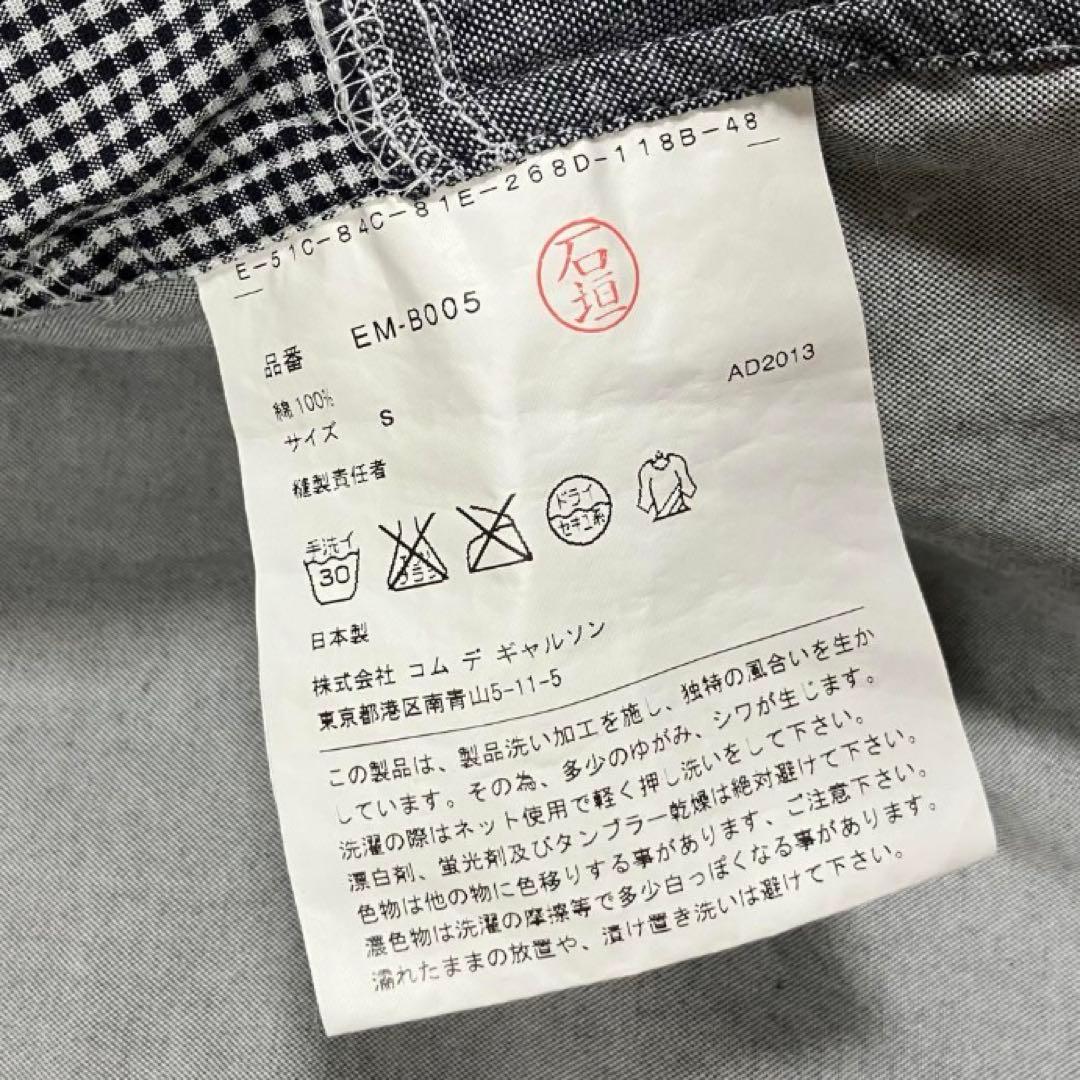 E-51C-84C-81E-268D-118B-48
石垣
品番 EM-B005
綿100%
AD2013
サイズ S
縫製責任者
手洗イ
30
ドライ
セキユ系
日本製
株式会社 コム デ ギャルソン
東京都港区南青山5-11-5
この製品は、製品洗い加工を施し、独特の風合いを生か
しています。その為、多少のゆがみ、シワが生じます。
洗濯の際はネット使用で軽く押し洗いをして下さい。
漂白剤、蛍光剤及びタンブラー乾燥は絶対避けて下さい。
色物は他の物に色移りする事があります、ご注意下さい。
濃色物は洗濯の摩擦等で多少白っぽくなる事があります。
濡れたままの放置や、漬け置き洗いは避けて下さい。